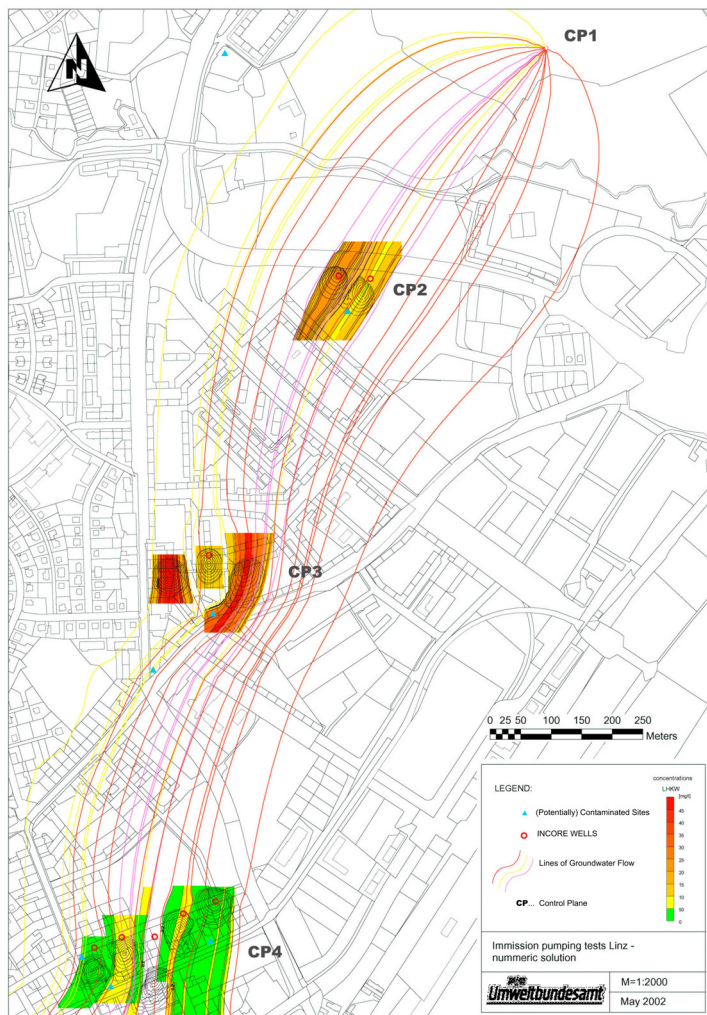 CP1
N
CP2
CP3
0 25 50 100 150 200 250
Meters
CP4
LEGEND:
(Potentially) Contaminated Sites
INCORE WELLS
Lines of Groundwater Flow
CP... Control Plane
concentrations
LHKW
45
40
35
30
25
20
15
10
5
0
Immission pumping tests Linz -
nummeric solution
Umweltbundesamt
M=1:2000
May 2002